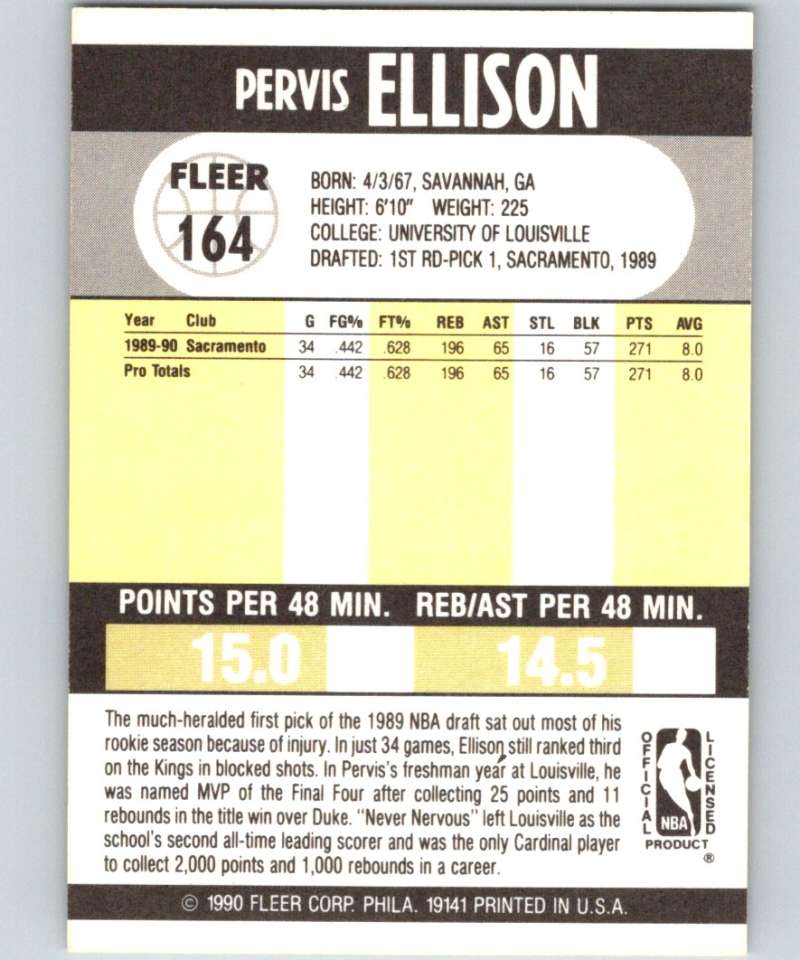 PERVIS ELLISON
FLEER
164
BORN: 4/3/67, SAVANNAH, GA
HEIGHT: 6'10" WEIGHT: 225
COLLEGE: UNIVERSITY OF LOUISVILLE
DRAFTED: 1ST RD-PICK 1, SACRAMENTO, 1989
Year Club G FG% FT% REB AST STL BLK PTS AVG
1989-90 Sacramento 34 .442 .628 196 65 16 57 271 8.0
Pro Totals 34 .442 .628 196 65 16 57 271 8.0
POINTS PER 48 MIN. REB/AST PER 48 MIN.
15.0 14.5
The much-heralded first pick of the 1989 NBA draft sat out most of his
rookie season because of injury. In just 34 games, Ellison still ranked third
on the Kings in blocked shots. In Pervis's freshman year at Louisville, he
was named MVP of the Final Four after collecting 25 points and 11
rebounds in the title win over Duke. "Never Nervous" left Louisville as the
school's second all-time leading scorer and was the only Cardinal player
to collect 2,000 points and 1,000 rebounds in a career.
OFFICIAL
LICENSED
NBA
PRODUCT
®
© 1990 FLEER CORP. PHILA. 19141 PRINTED IN U.S.A.